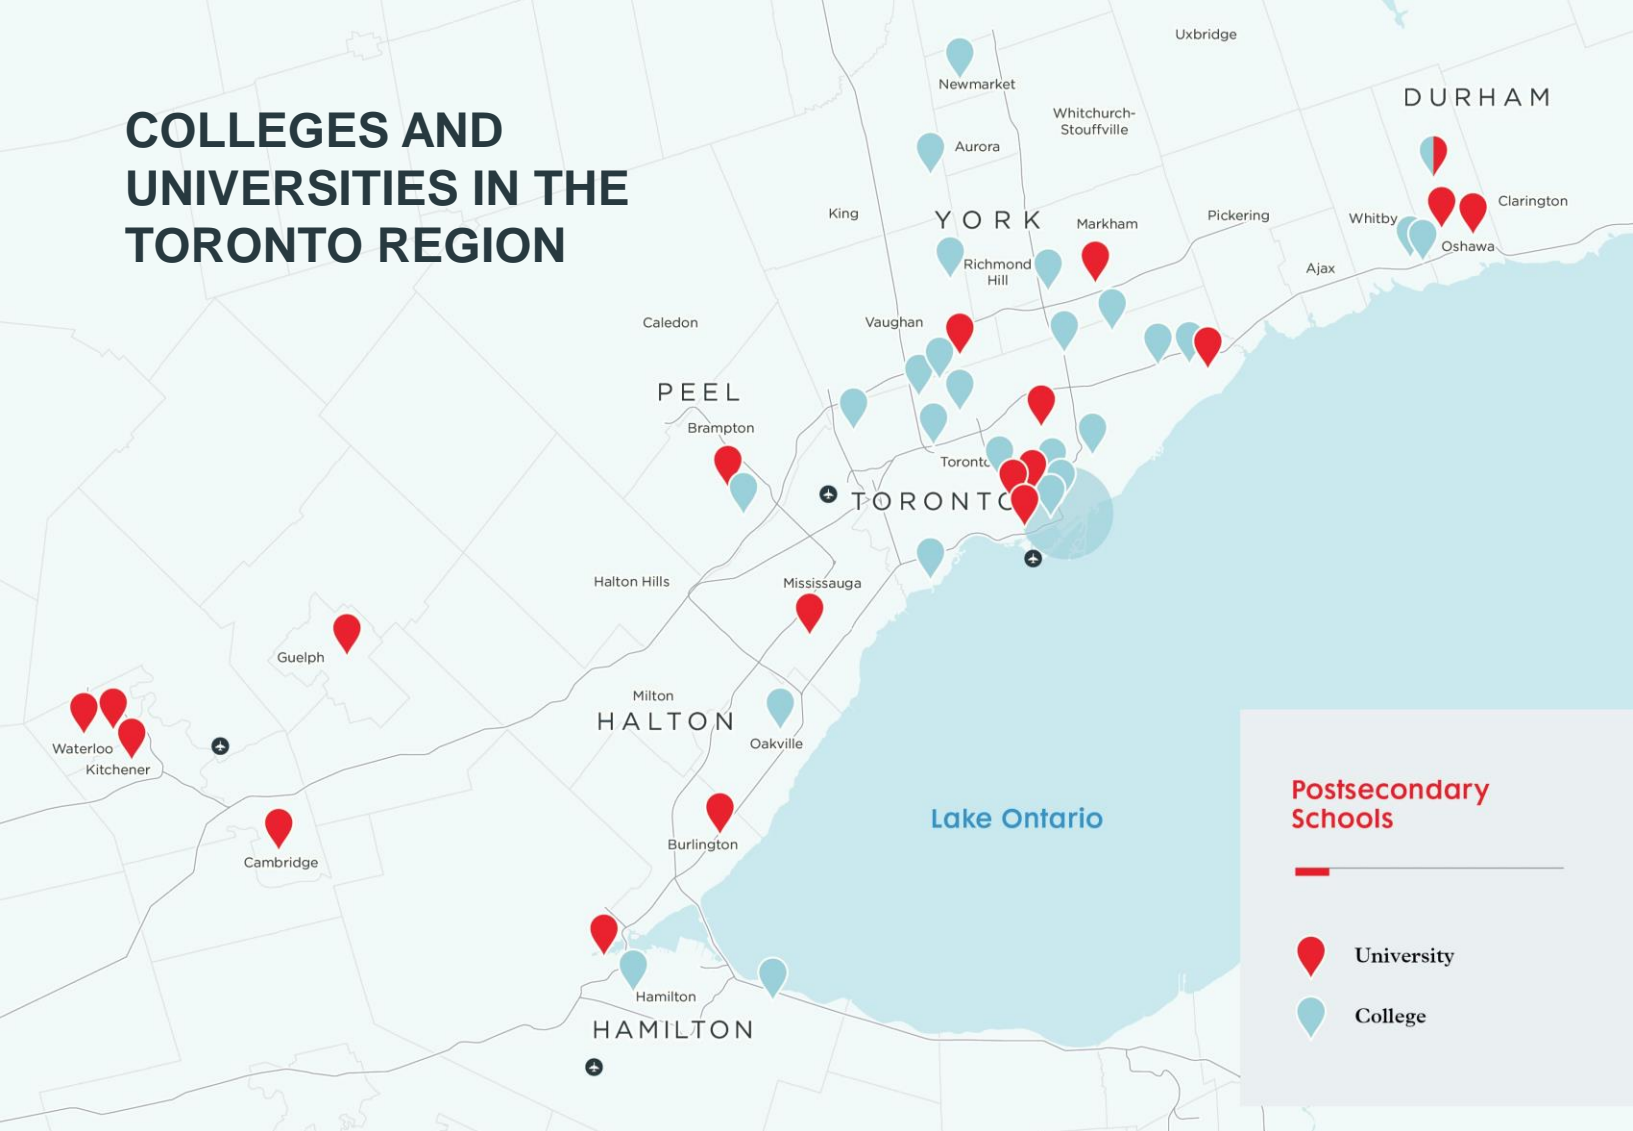 COLLEGES AND
UNIVERSITIES IN THE
TORONTO REGION
Uxbridge
Newmarket
DURHAM
Whitchurch-
Stouffville
Aurora
Clarington
King
YORK
Markham
Pickering
Whitby
Oshawa
Richmond
Hill
Ajax
Caledon
Vaughan
PEEL
Brampton
Toronto
TORONTO
Halton Hills
Mississauga
Guelph
Milton
HALTON
Oakville
Waterloo
Kitchener
Lake Ontario
Burlington
Cambridge
Hamilton
HAMILTON
Postsecondary
Schools
University
College